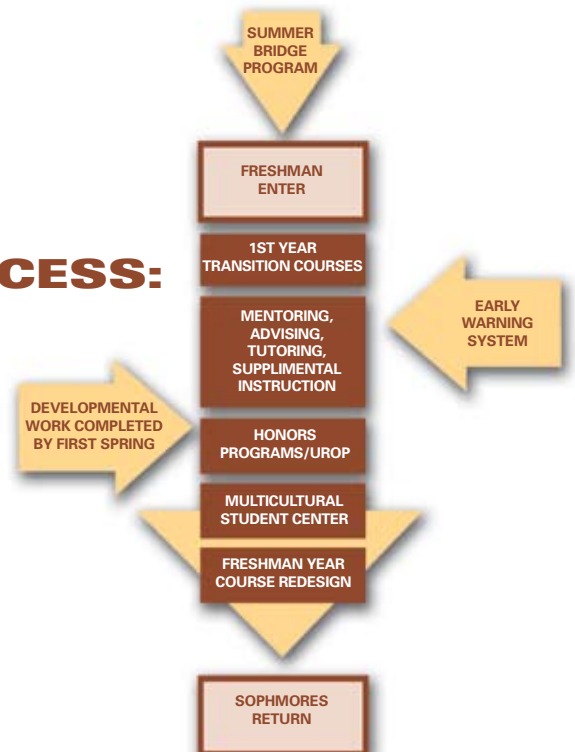 SUMMER
BRIDGE
PROGRAM
FRESHMAN
ENTER
CESS:
1ST YEAR
TRANSITION COURSES
MENTORING,
ADVISING,
TUTORING,
SUPPLIMENTAL
INSTRUCTION
EARLY
WARNING
SYSTEM
DEVELOPMENTAL
WORK COMPLETED
BY FIRST SPRING
HONORS
PROGRAMS/UROP
MULTICULTURAL
STUDENT CENTER
FRESHMAN YEAR
COURSE REDESIGN
SOPHMORES
RETURN